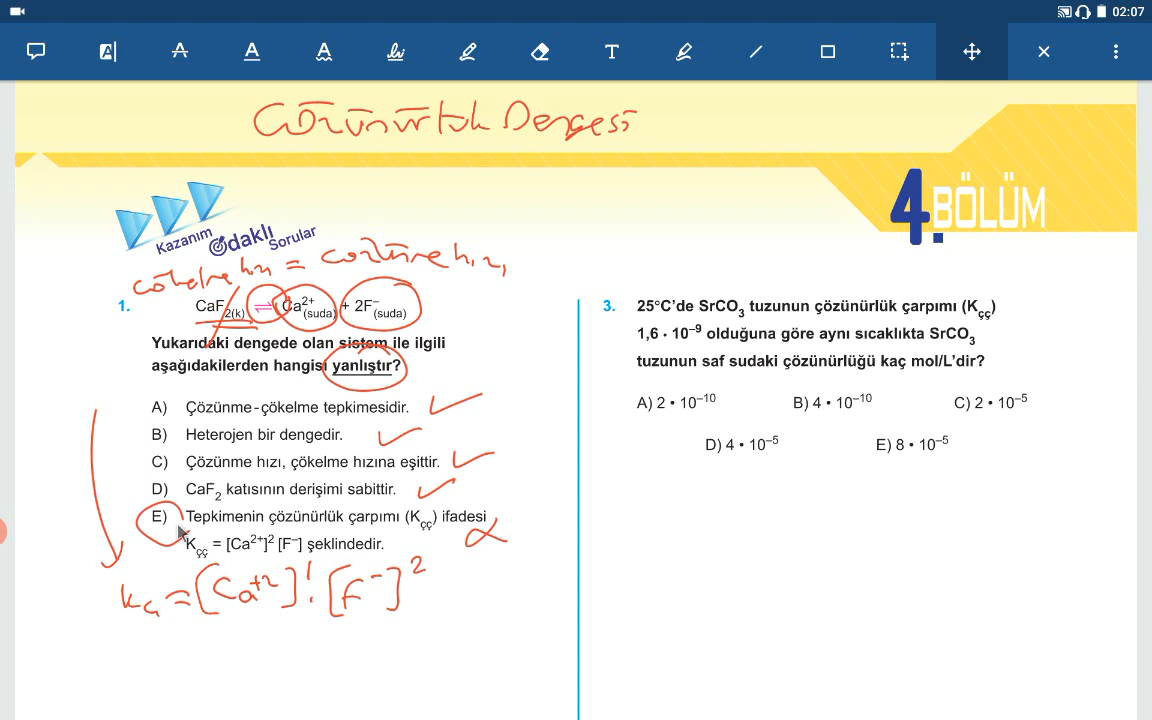 02:07
Çözünürlük Dengesi
4. BÖLÜM
Kazanım Odaklı Sorular
çökelme hızı = çözünme hızı
1. CaF₂(k) ⇌ Ca²⁺(suda) + 2F⁻(suda)
Yukarıdaki dengede olan sistem ile ilgili
aşağıdakilerden hangisi yanlıştır?
A) Çözünme-çökelme tepkimesidir.
B) Heterojen bir dengedir.
C) Çözünme hızı, çökelme hızına eşittir.
D) CaF₂ katısının derişimi sabittir.
E) Tepkimenin çözünürlük çarpımı (Kçç) ifadesi
Kçç = [Ca²⁺]² [F⁻] şeklindedir.
Kçç = [Ca⁺²]¹ · [F⁻]²
3. 25°C'de SrCO₃ tuzunun çözünürlük çarpımı (Kçç)
1,6 · 10⁻⁹ olduğuna göre aynı sıcaklıkta SrCO₃
tuzunun saf sudaki çözünürlüğü kaç mol/L'dir?
A) 2 • 10⁻¹⁰ B) 4 • 10⁻¹⁰ C) 2 • 10⁻⁵
D) 4 • 10⁻⁵ E) 8 • 10⁻⁵